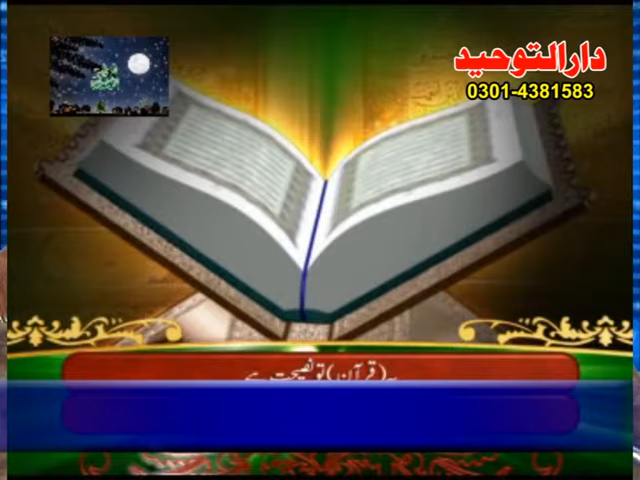 دارالتوحید
0301-4381583
یہ (قرآن) تو نصیحت ہے